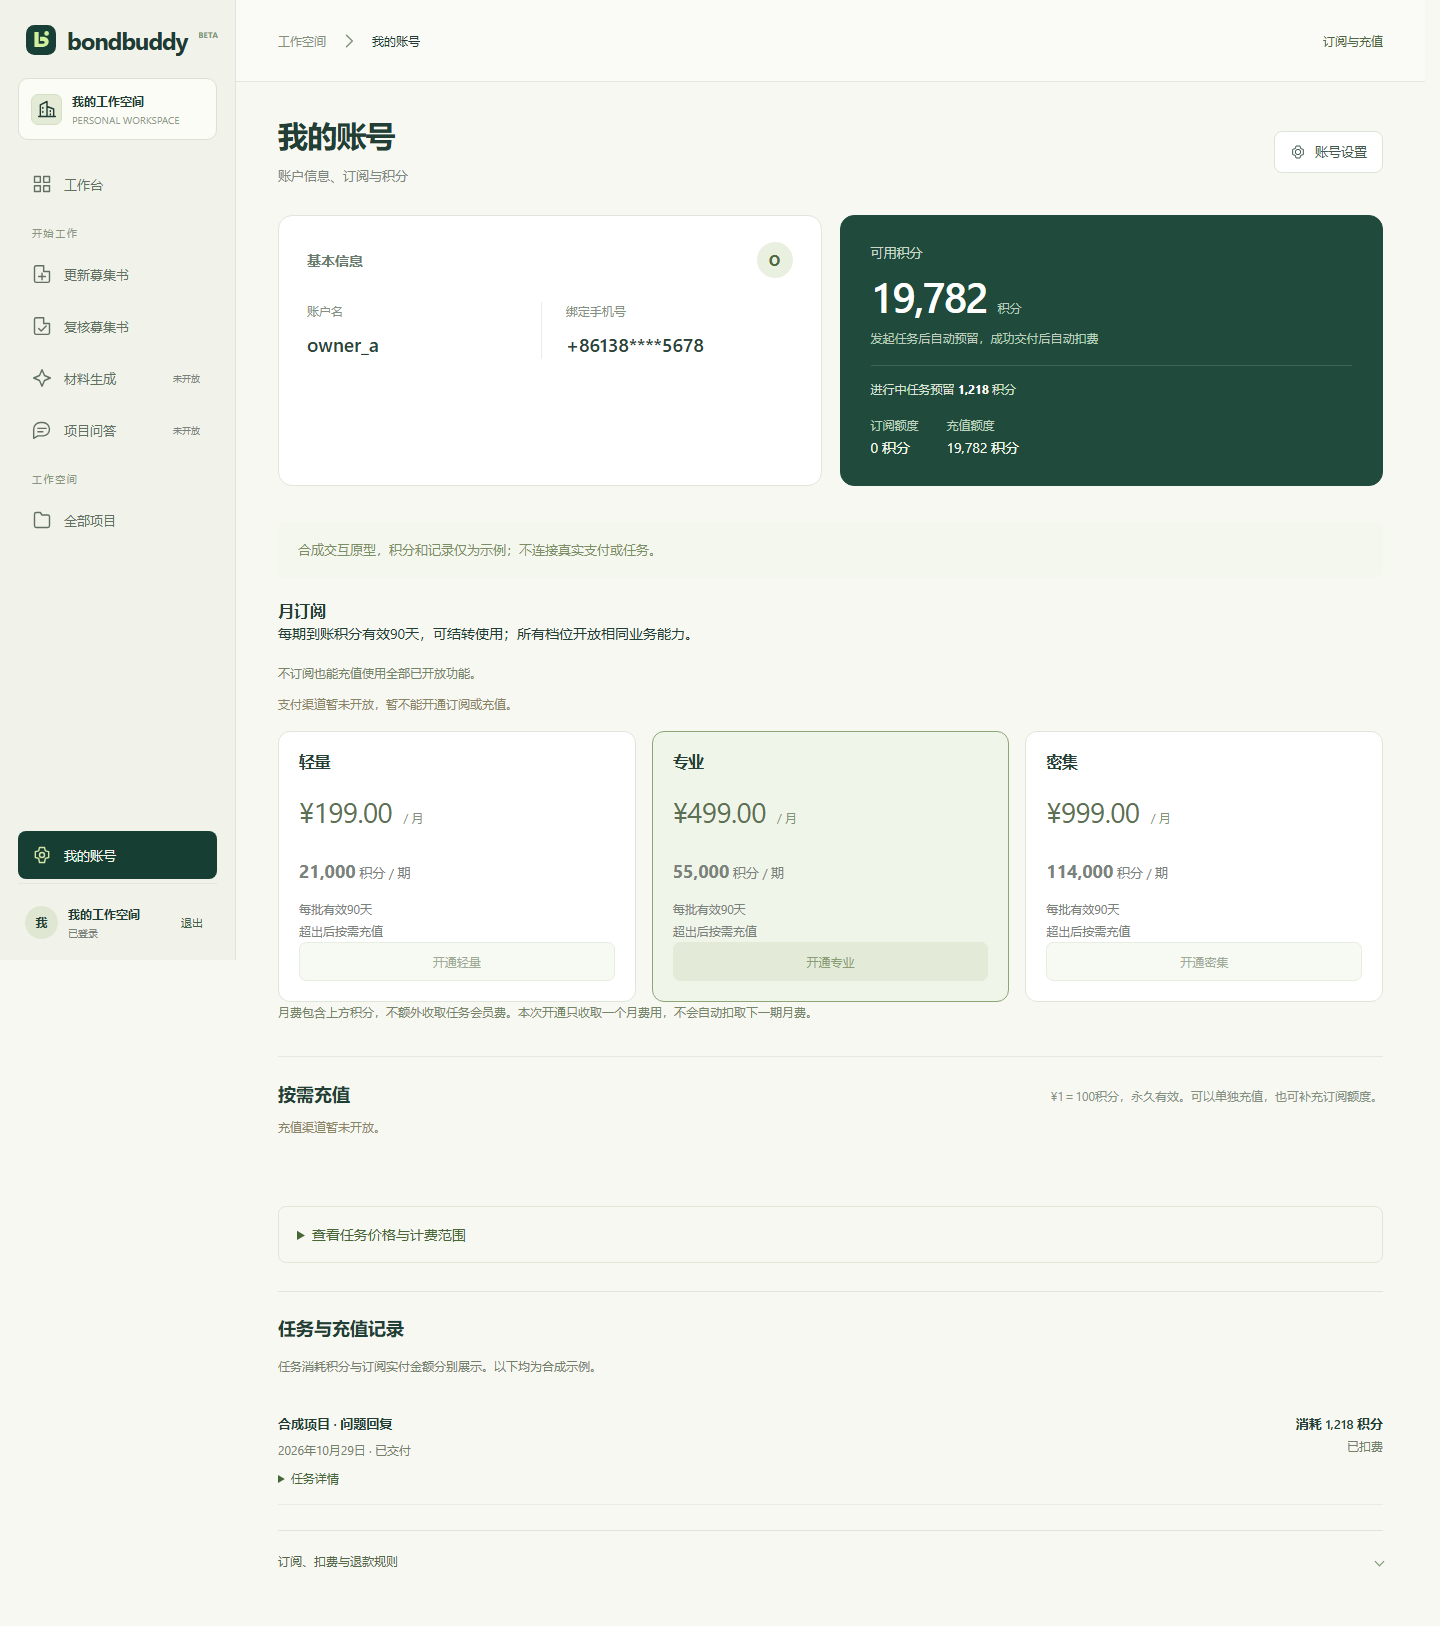 bondbuddy BETA
我的工作空间
PERSONAL WORKSPACE
工作台
开始工作
更新募集书
复核募集书
材料生成 未开放
项目问答 未开放
工作空间
全部项目
我的账号
我 我的工作空间
已登录
退出
工作空间 我的账号
订阅与充值
我的账号
账户信息、订阅与积分
账号设置
基本信息
O
账户名
owner_a
绑定手机号
+86138****5678
可用积分
19,782 积分
发起任务后自动预留，成功交付后自动扣费
进行中任务预留 1,218 积分
订阅额度
0 积分
充值额度
19,782 积分
合成交互原型，积分和记录仅为示例；不连接真实支付或任务。
月订阅
每期到账积分有效90天，可结转使用；所有档位开放相同业务能力。
不订阅也能充值使用全部已开放功能。
支付渠道暂未开放，暂不能开通订阅或充值。
轻量
¥199.00 / 月
21,000 积分 / 期
每批有效90天
超出后按需充值
开通轻量
专业
¥499.00 / 月
55,000 积分 / 期
每批有效90天
超出后按需充值
开通专业
密集
¥999.00 / 月
114,000 积分 / 期
每批有效90天
超出后按需充值
开通密集
月费包含上方积分，不额外收取任务会员费。本次开通只收取一个月费用，不会自动扣取下一期月费。
按需充值
¥1 = 100积分，永久有效。可以单独充值，也可补充订阅额度。
充值渠道暂未开放。
查看任务价格与计费范围
任务与充值记录
任务消耗积分与订阅实付金额分别展示。以下均为合成示例。
合成项目 · 问题回复
消耗 1,218 积分
2026年10月29日 · 已交付
已扣费
任务详情
订阅、扣费与退款规则